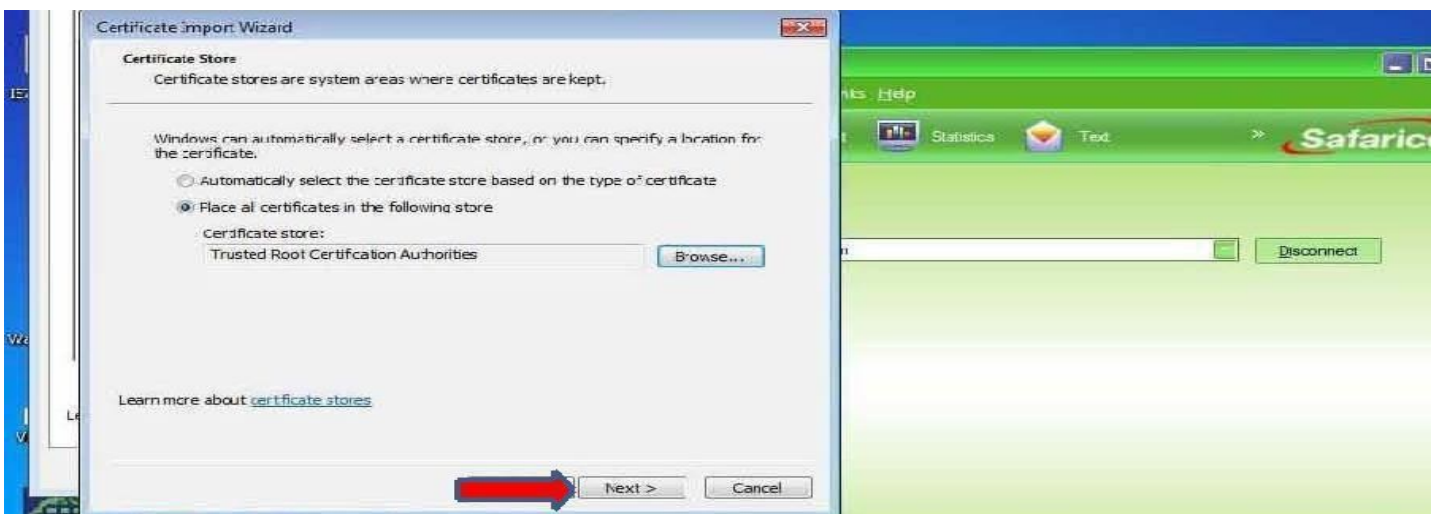 Certificate Import Wizard
Certificate Store
Certificate stores are system areas where certificates are kept.
Windows can automatically select a certificate store, or you can specify a location for
the certificate.
Automatically select the certificate store based on the type of certificate
Place all certificates in the following store
Certificate store:
Trusted Root Certification Authorities
Browse...
Learn more about certificate stores
Next >
Cancel
Help
Statistics
Text
»
Safaric
Disconnect